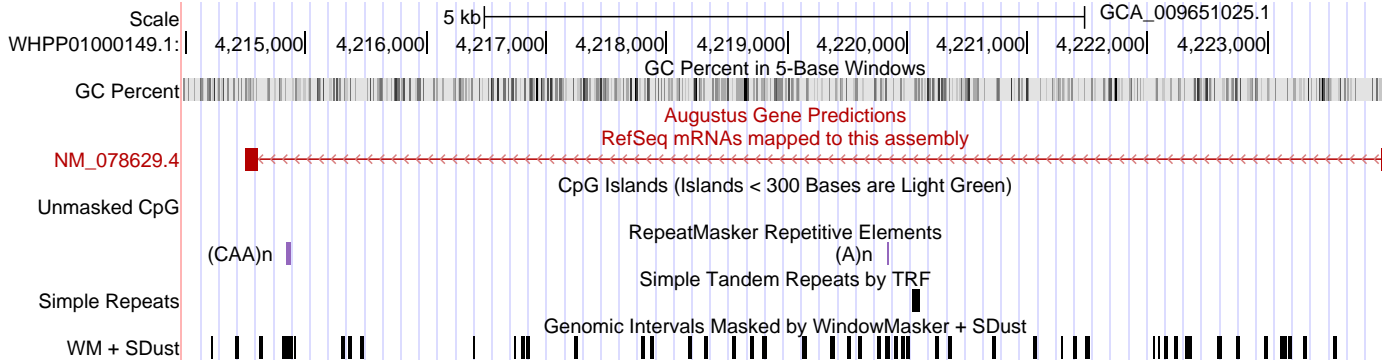 Scale 5 kb GCA_009651025.1
WHPP01000149.1: 4,215,000 4,216,000 4,217,000 4,218,000 4,219,000 4,220,000 4,221,000 4,222,000 4,223,000
GC Percent in 5-Base Windows
GC Percent
Augustus Gene Predictions
RefSeq mRNAs mapped to this assembly
NM_078629.4
CpG Islands (Islands < 300 Bases are Light Green)
Unmasked CpG
RepeatMasker Repetitive Elements
(CAA)n (A)n
Simple Tandem Repeats by TRF
Simple Repeats
Genomic Intervals Masked by WindowMasker + SDust
WM + SDust